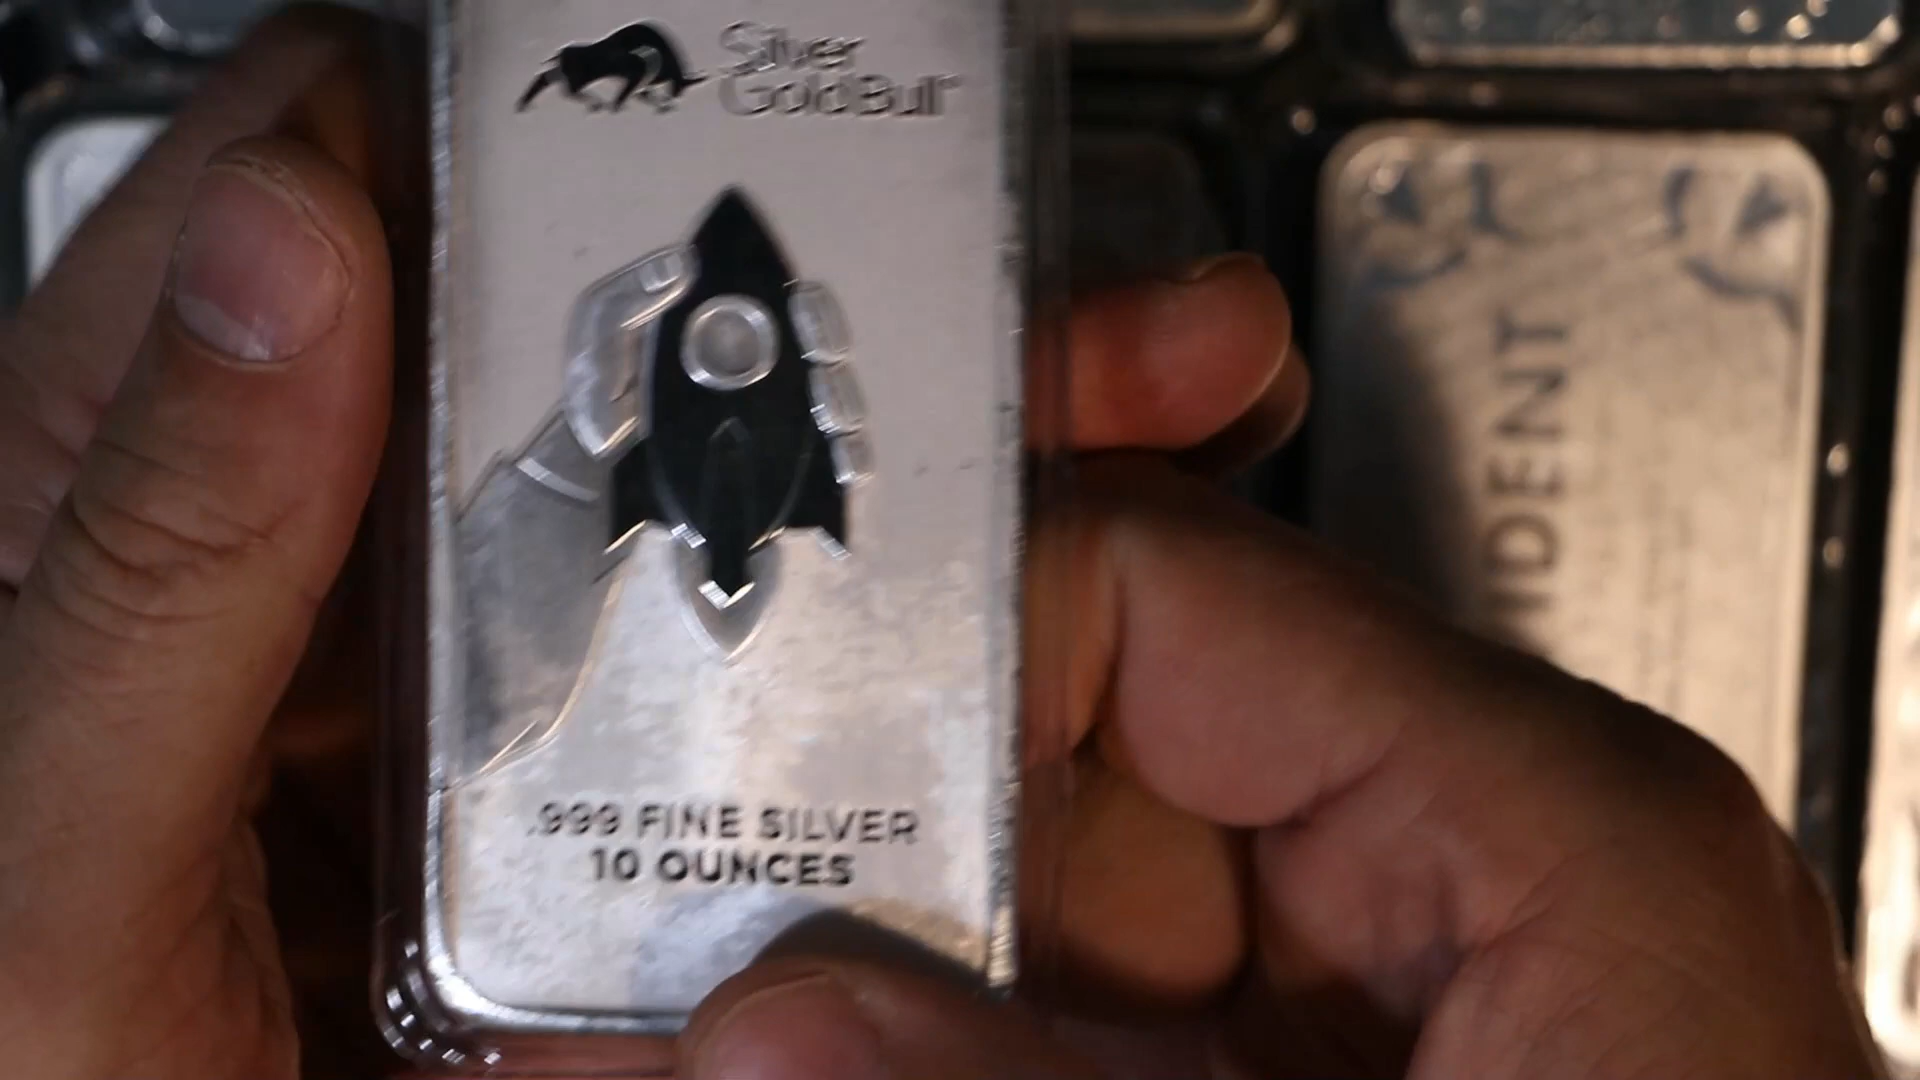 Silver
GoldBull
.999 FINE SILVER
10 OUNCES
IDENT